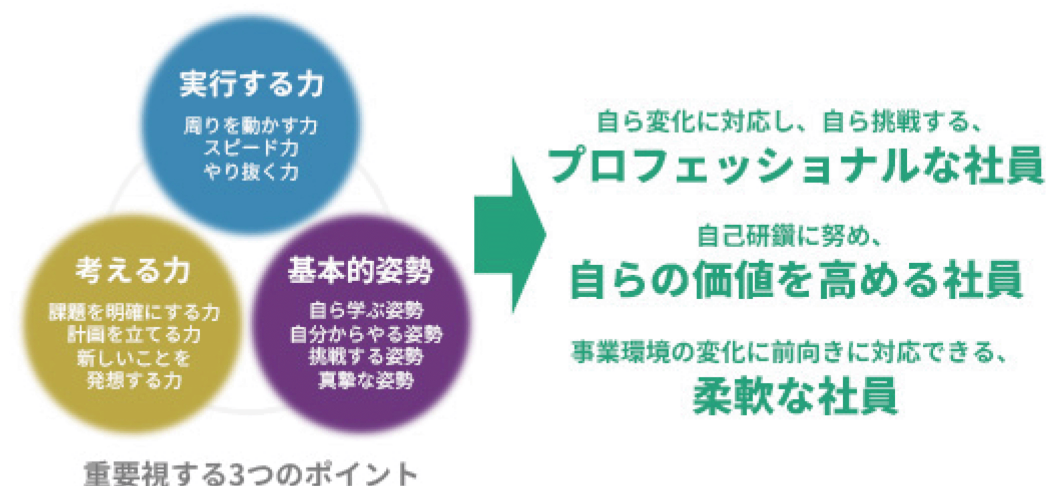 実行する力
周りを動かす力
スピード力
やり抜く力
考える力
課題を明確にする力
計画を立てる力
新しいことを
発想する力
基本的姿勢
自ら学ぶ姿勢
自分からやる姿勢
挑戦する姿勢
真摯な姿勢
重要視する3つのポイント
自ら変化に対応し、自ら挑戦する、
プロフェッショナルな社員
自己研鑽に努め、
自らの価値を高める社員
事業環境の変化に前向きに対応できる、
柔軟な社員